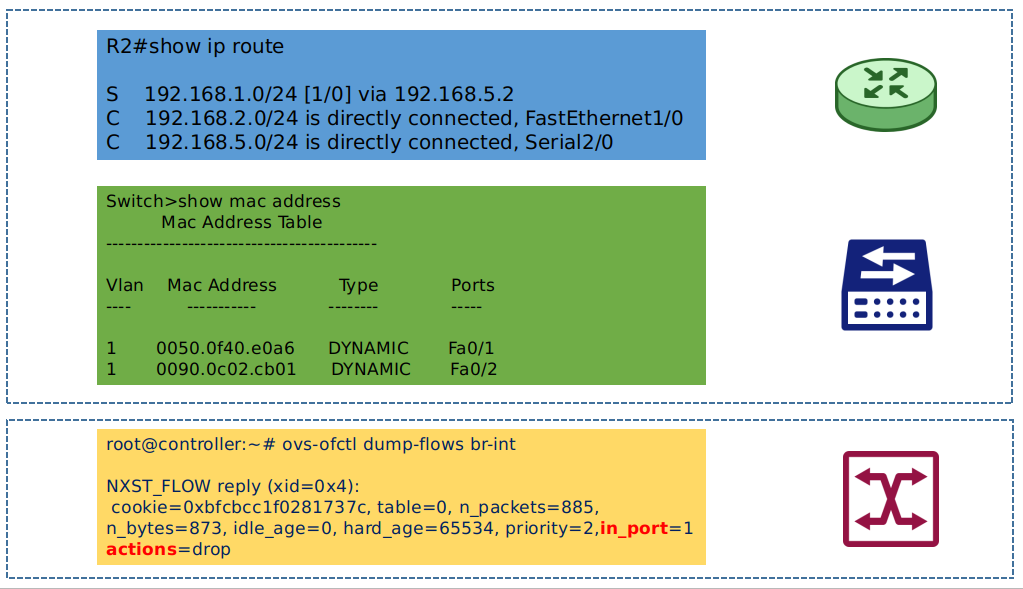 R2#show ip route
S 192.168.1.0/24 [1/0] via 192.168.5.2
C 192.168.2.0/24 is directly connected, FastEthernet1/0
C 192.168.5.0/24 is directly connected, Serial2/0
Switch>show mac address
Mac Address Table
-------------------------------------------
Vlan Mac Address Type Ports
---- ----------- -------- -----
1 0050.0f40.e0a6 DYNAMIC Fa0/1
1 0090.0c02.cb01 DYNAMIC Fa0/2
root@controller:~# ovs-ofctl dump-flows br-int
NXST_FLOW reply (xid=0x4):
cookie=0xbfcbcc1f0281737c, table=0, n_packets=885,
n_bytes=873, idle_age=0, hard_age=65534, priority=2,in_port=1
actions=drop